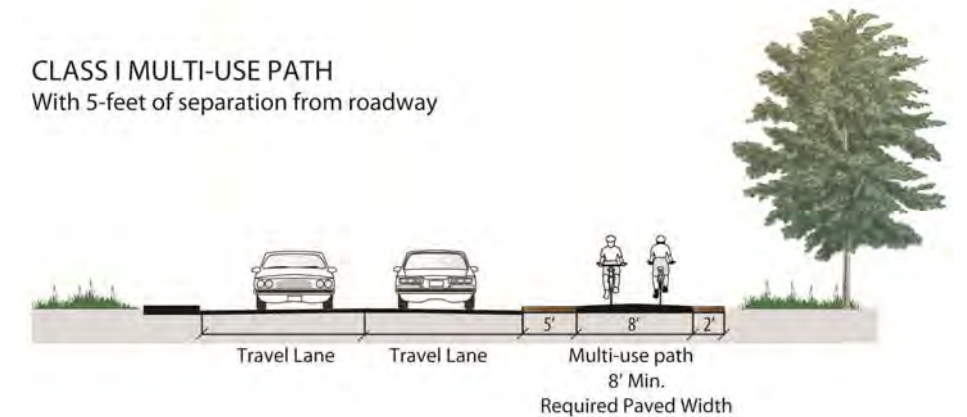 CLASS I MULTI-USE PATH
With 5-feet of separation from roadway
5' 8' 2'
Travel Lane Travel Lane Multi-use path
8' Min.
Required Paved Width